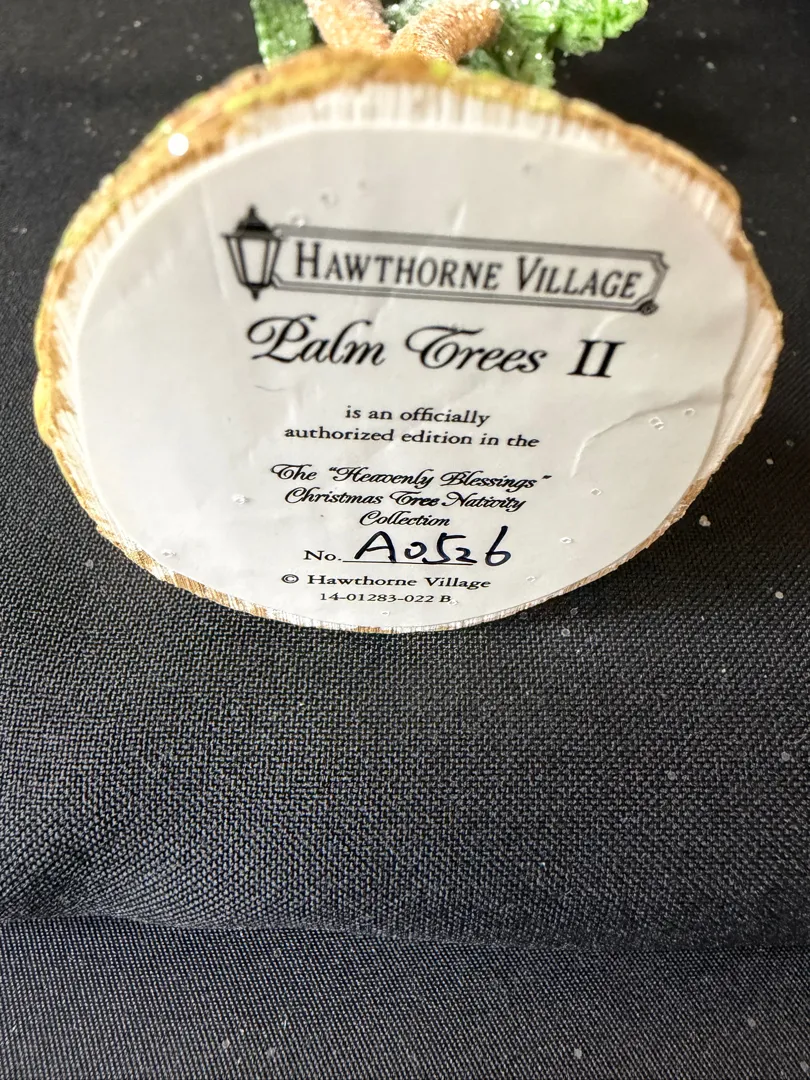 HAWTHORNE VILLAGE
Palm Trees II
is an officially
authorized edition in the
The "Heavenly Blessings"
Christmas Tree Nativity
Collection
No. A0526
© Hawthorne Village
14-01283-022 B